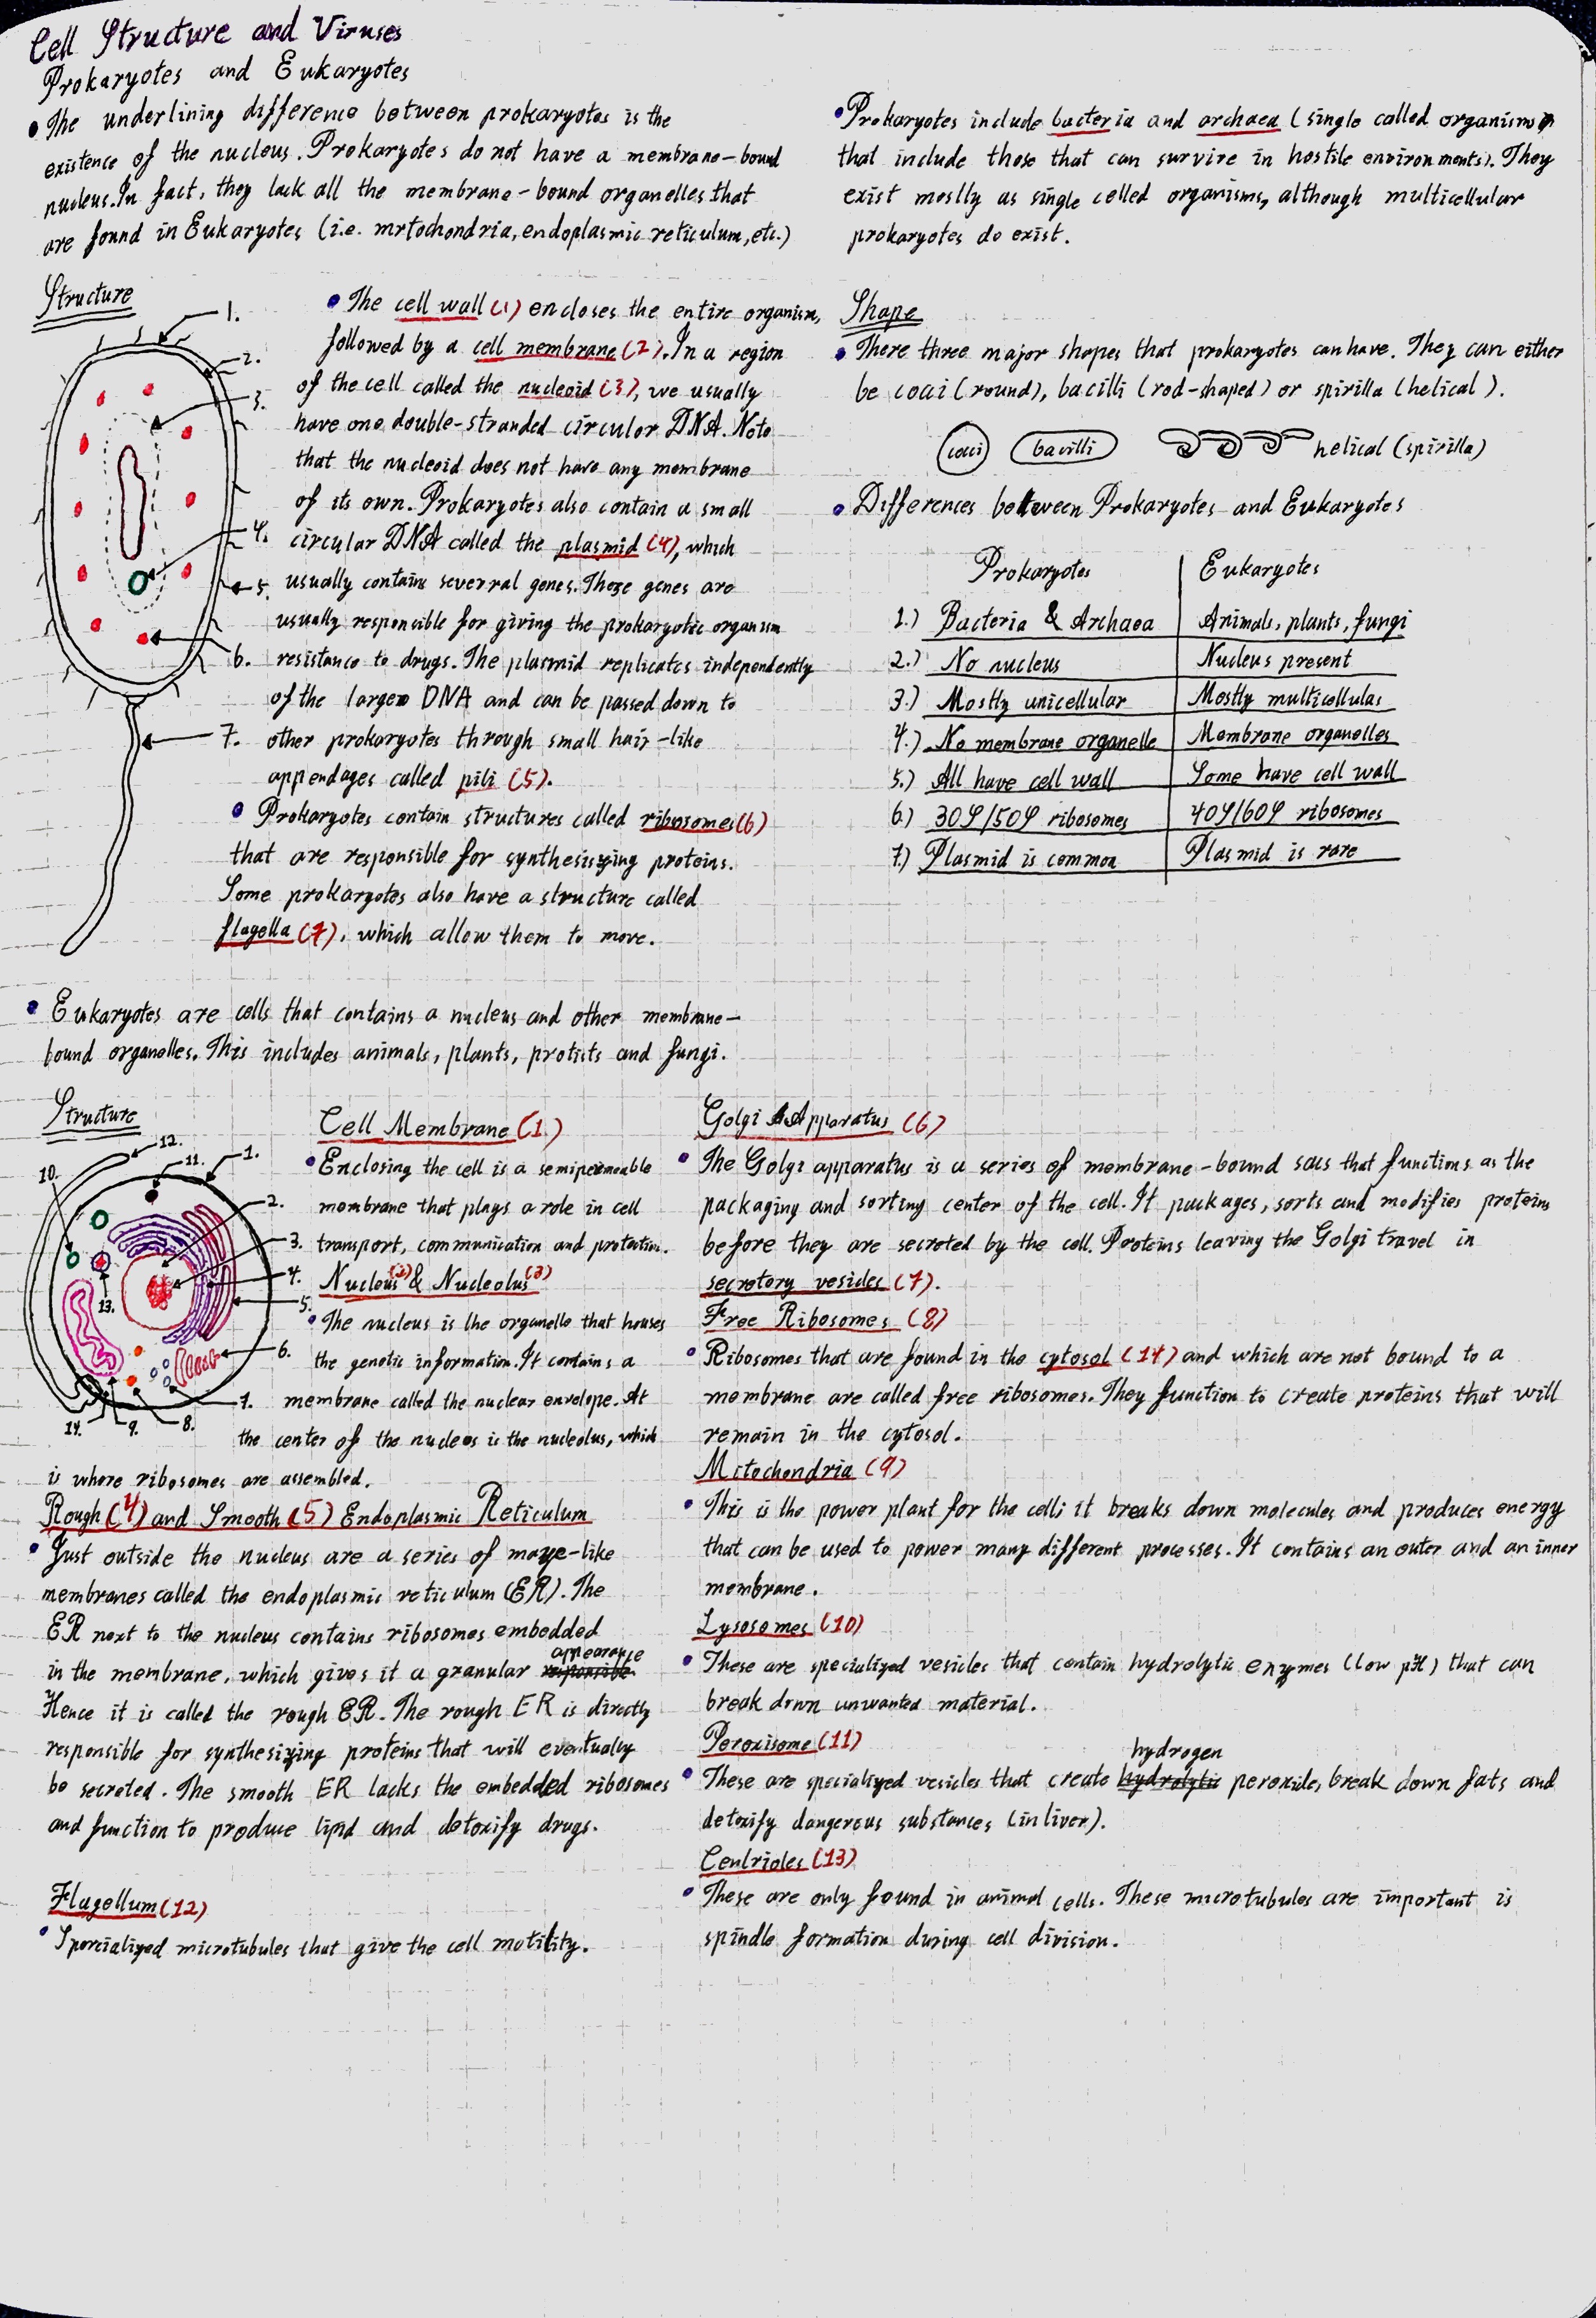 Cell Structure and Viruses
Prokaryotes and Eukaryotes
• The underlining difference between prokaryotes is the
existence of the nucleus. Prokaryotes do not have a membrane-bound
nucleus. In fact, they lack all the membrane-bound organelles that
are found in Eukaryotes (i.e. mitochondria, endoplasmic reticulum, etc.)
• Prokaryotes include bacteria and archaea (single celled organisms
that include those that can survive in hostile environments). They
exist mostly as single celled organisms, although multicellular
prokaryotes do exist.
Structure
1.
2.
3.
4.
5.
6.
7.
• The cell wall (1) encloses the entire organism,
followed by a cell membrane (2). In a region
of the cell called the nucleoid (3), we usually
have one double-stranded circular DNA. Note
that the nucleoid does not have any membrane
of its own. Prokaryotes also contain a small
circular DNA called the plasmid (4), which
usually contains severral genes. These genes are
usually responsible for giving the prokaryotic organism
resistance to drugs. The plasmid replicates independently
of the large DNA and can be passed down to
other prokaryotes through small hair-like
appendages called pili (5).
• Prokaryotes contain structures called ribosomes (6)
that are responsible for synthesizing proteins.
Some prokaryotes also have a structure called
flagella (7), which allow them to move.
Shape
• There three major shapes that prokaryotes can have. They can either
be cocci (round), bacilli (rod-shaped) or spirilla (helical).
cocci bacilli helical (spirilla)
• Differences between Prokaryotes and Eukaryotes
Prokaryotes Eukaryotes
1.) Bacteria & Archaea Animals, plants, fungi
2.) No nucleus Nucleus present
3.) Mostly unicellular Mostly multicellular
4.) No membrane organelle Membrane organelles
5.) All have cell wall Some have cell wall
6.) 30S/50S ribosomes 40S/60S ribosomes
7.) Plasmid is common Plasmid is rare
• Eukaryotes are cells that contains a nucleus and other membrane-
bound organelles. This includes animals, plants, protists and fungi.
Structure
12.
10.
11.
1.
2.
3.
4.
5.
13.
6.
7.
14.
9.
8.
Cell Membrane (1)
• Enclosing the cell is a semipermeable
membrane that plays a role in cell
transport, communication and protection.
Nucleus (2) & Nucleolus (3)
• The nucleus is the organelle that houses
the genetic information. It contains a
membrane called the nuclear envelope. At
the center of the nucleus is the nucleolus, which
is where ribosomes are assembled.
Rough (4) and Smooth (5) Endoplasmic Reticulum
• Just outside the nucleus are a series of maze-like
membranes called the endoplasmic reticulum (ER). The
ER next to the nucleus contains ribosomes embedded
in the membrane, which gives it a granular appearance
Hence it is called the rough ER. The rough ER is directly
responsible for synthesizing proteins that will eventually
be secreted. The smooth ER lacks the embedded ribosomes
and function to produce lipid and detoxify drugs.
Flagellum (12)
• Specialized microtubules that give the cell motility.
Golgi Apparatus (6)
• The Golgi apparatus is a series of membrane-bound sacs that functions as the
packaging and sorting center of the cell. It packages, sorts and modifies proteins
before they are secreted by the cell. Proteins leaving the Golgi travel in
secretory vesicles (7).
Free Ribosomes (8)
• Ribosomes that are found in the cytosol (14) and which are not bound to a
membrane are called free ribosomes. They function to create proteins that will
remain in the cytosol.
Mitochondria (9)
• This is the power plant for the cell; it breaks down molecules and produces energy
that can be used to power many different processes. It contains an outer and an inner
membrane.
Lysosomes (10)
• These are specialized vesicles that contain hydrolytic enzymes (low pH) that can
break down unwanted material.
Peroxisome (11)
• These are specialized vesicles that create hydrogen peroxide, break down fats and
detoxify dangerous substances (in liver).
Centrioles (13)
• These are only found in animal cells. These microtubules are important is
spindle formation during cell division.